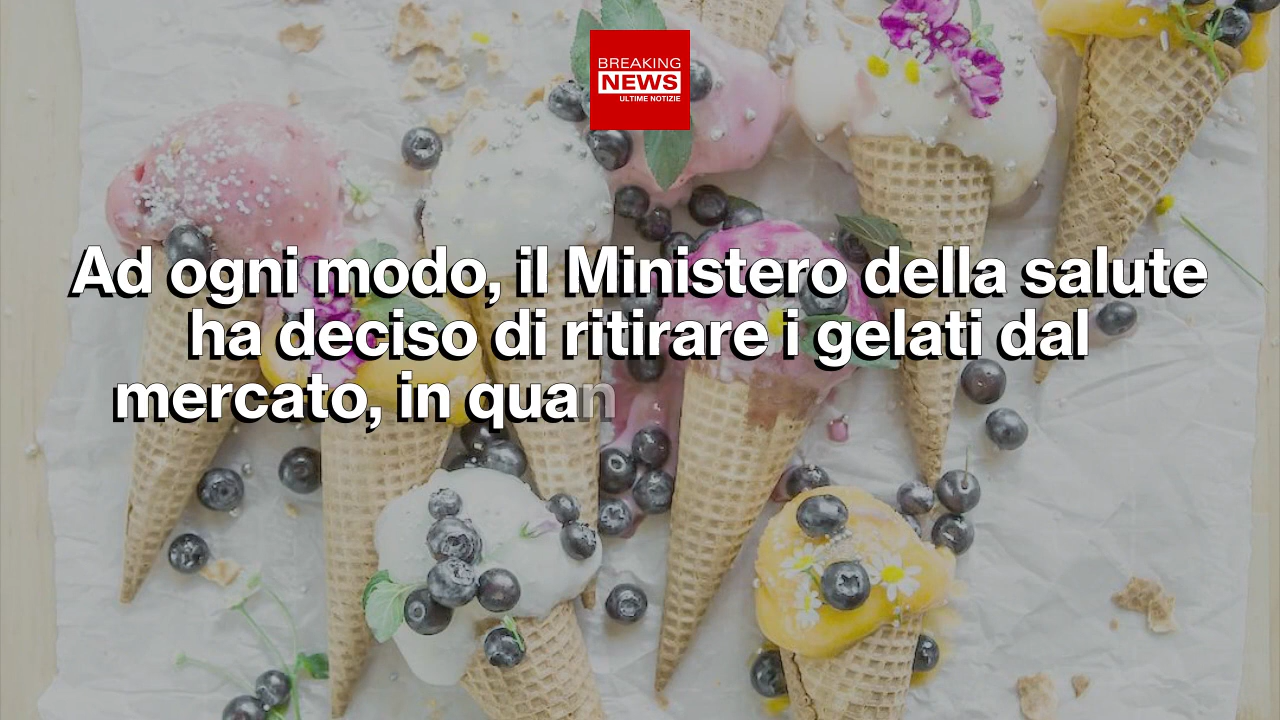 BREAKING
NEWS
ULTIME NOTIZIE
Ad ogni modo, il Ministero della salute
ha deciso di ritirare i gelati dal
mercato, in quan